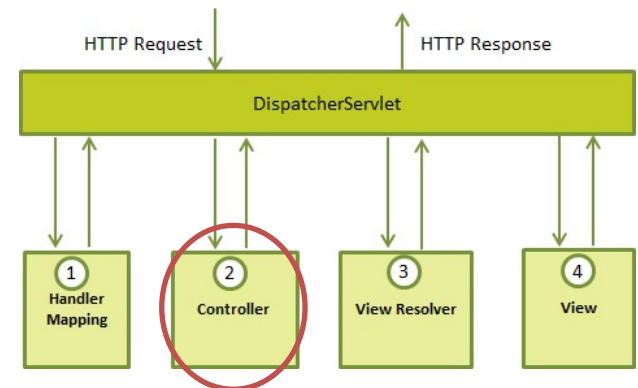 HTTP Request
HTTP Response
DispatcherServlet
1
Handler
Mapping
2
Controller
3
View Resolver
4
View